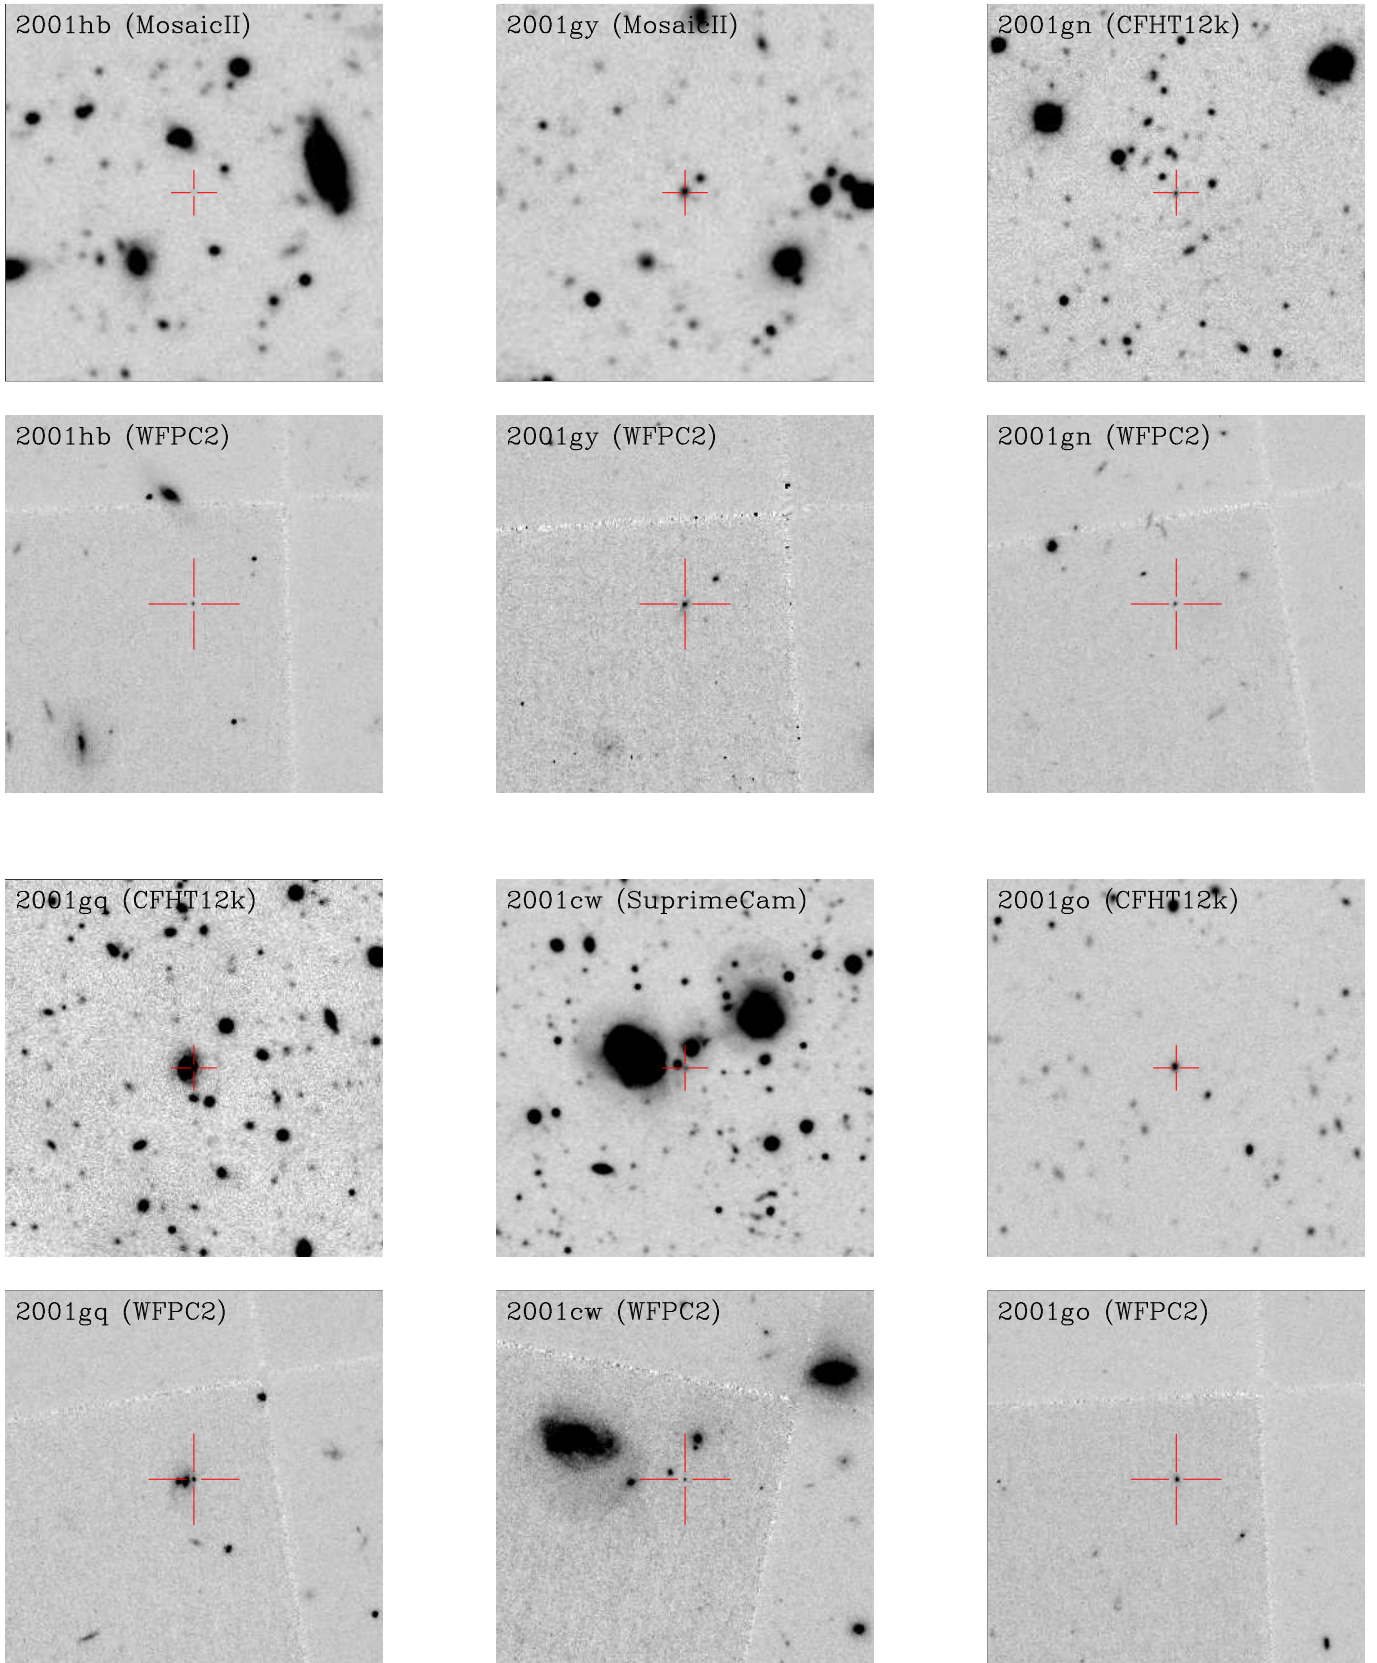 2001hb (MosaicII)
2001gy (MosaicII)
2001gn (CFHT12k)
2001hb (WFPC2)
2001gy (WFPC2)
2001gn (WFPC2)
2001gq (CFHT12k)
2001cw (SuprimeCam)
2001go (CFHT12k)
2001gq (WFPC2)
2001cw (WFPC2)
2001go (WFPC2)